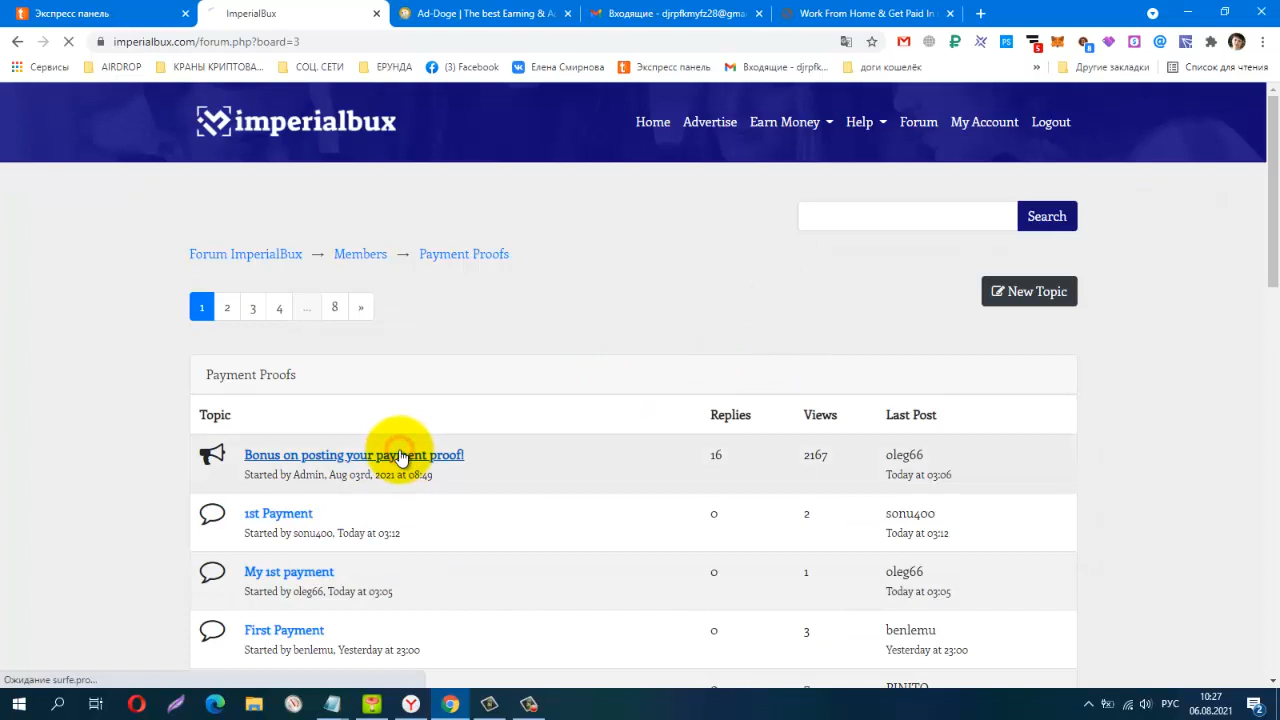 Экспресс панель
ImperialBux
Ad-Doge | The best Earning & A
Входящие - djrpfkmyfz28@gma
Work From Home & Get Paid In
imperialbux.com/forum.php?board=3
Сервисы
AIRDROP
КРАНЫ КРИПТОВА...
СОЦ. СЕТИ
ЕРУНДА
(3) Facebook
Елена Смирнова
Экспресс панель
Входящие - djrpfk...
доги кошелёк
»
Другие закладки
Список для чтения
imperialbux
Home
Advertise
Earn Money
Help
Forum
My Account
Logout
Search
Forum ImperialBux → Members → Payment Proofs
New Topic
1 2 3 4 ... 8 »
Payment Proofs
Topic Replies Views Last Post
Bonus on posting your payment proof! 16 2167 oleg66
Started by Admin, Aug 03rd, 2021 at 08:49 Today at 03:06
1st Payment 0 2 sonu400
Started by sonu400, Today at 03:12 Today at 03:12
My 1st payment 0 1 oleg66
Started by oleg66, Today at 03:05 Today at 03:05
First Payment 0 3 benlemu
Started by benlemu, Yesterday at 23:00 Yesterday at 23:00
PINITO
Ожидание surfe.pro...
РУС
10:27
06.08.2021